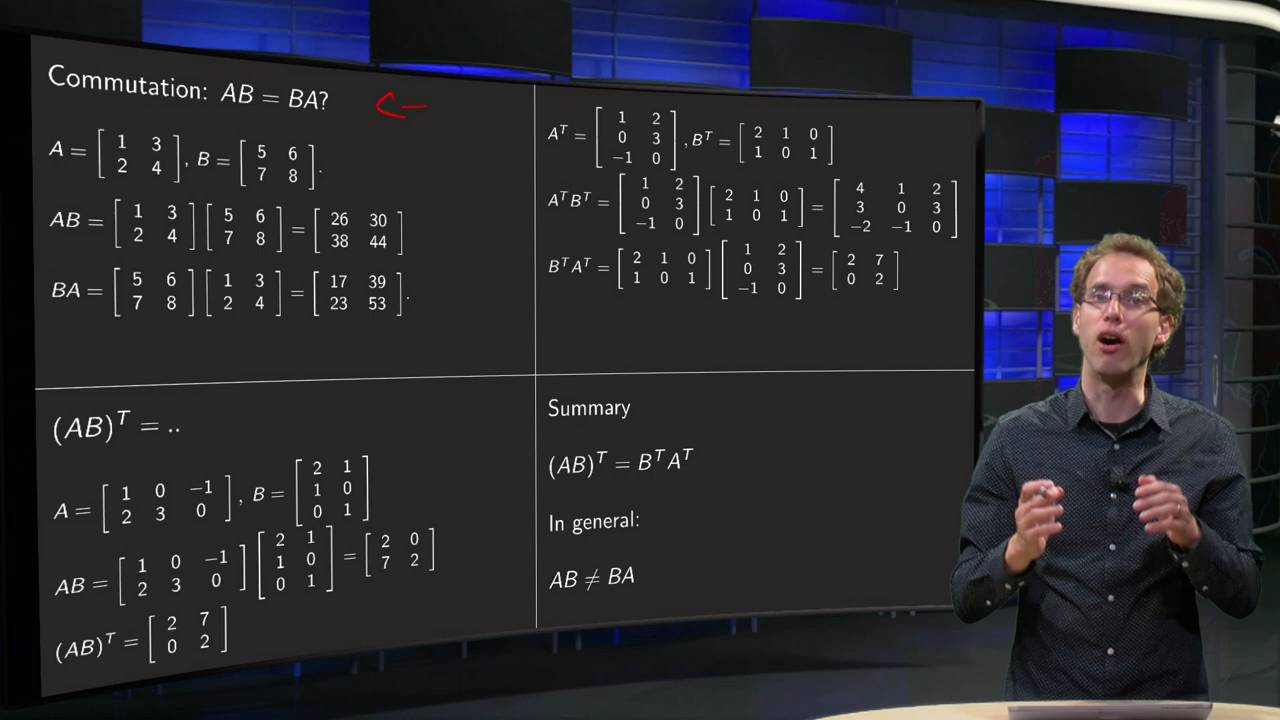 Commutation: AB = BA?
A = [1 3; 2 4], B = [5 6; 7 8].
AB = [1 3; 2 4] [5 6; 7 8] = [26 30; 38 44]
BA = [5 6; 7 8] [1 3; 2 4] = [17 39; 23 53].
Aᵀ = [1 2; 0 3; −1 0], Bᵀ = [2 1 0; 1 0 1]
AᵀBᵀ = [1 2; 0 3; −1 0] [2 1 0; 1 0 1] = [4 1 2; 3 0 3; −2 −1 0]
BᵀAᵀ = [2 1 0; 1 0 1] [1 2; 0 3; −1 0] = [2 7; 0 2]
(AB)ᵀ = ..
A = [1 0 −1; 2 3 0], B = [2 1; 1 0; 0 1]
AB = [1 0 −1; 2 3 0] [2 1; 1 0; 0 1] = [2 0; 7 2]
(AB)ᵀ = [2 7; 0 2]
Summary
(AB)ᵀ = BᵀAᵀ
In general:
AB ≠ BA